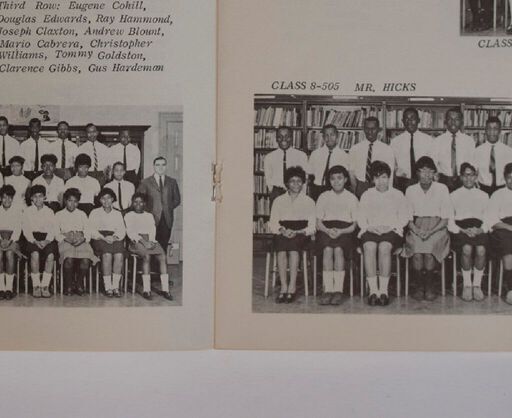 Third Row: Eugene Cohill,
Douglas Edwards, Ray Hammond,
Joseph Claxton, Andrew Blount,
Mario Cabrera, Christopher
Williams, Tommy Goldston,
Clarence Gibbs, Gus Hardeman
CLASS
CLASS 8-505 MR. HICKS